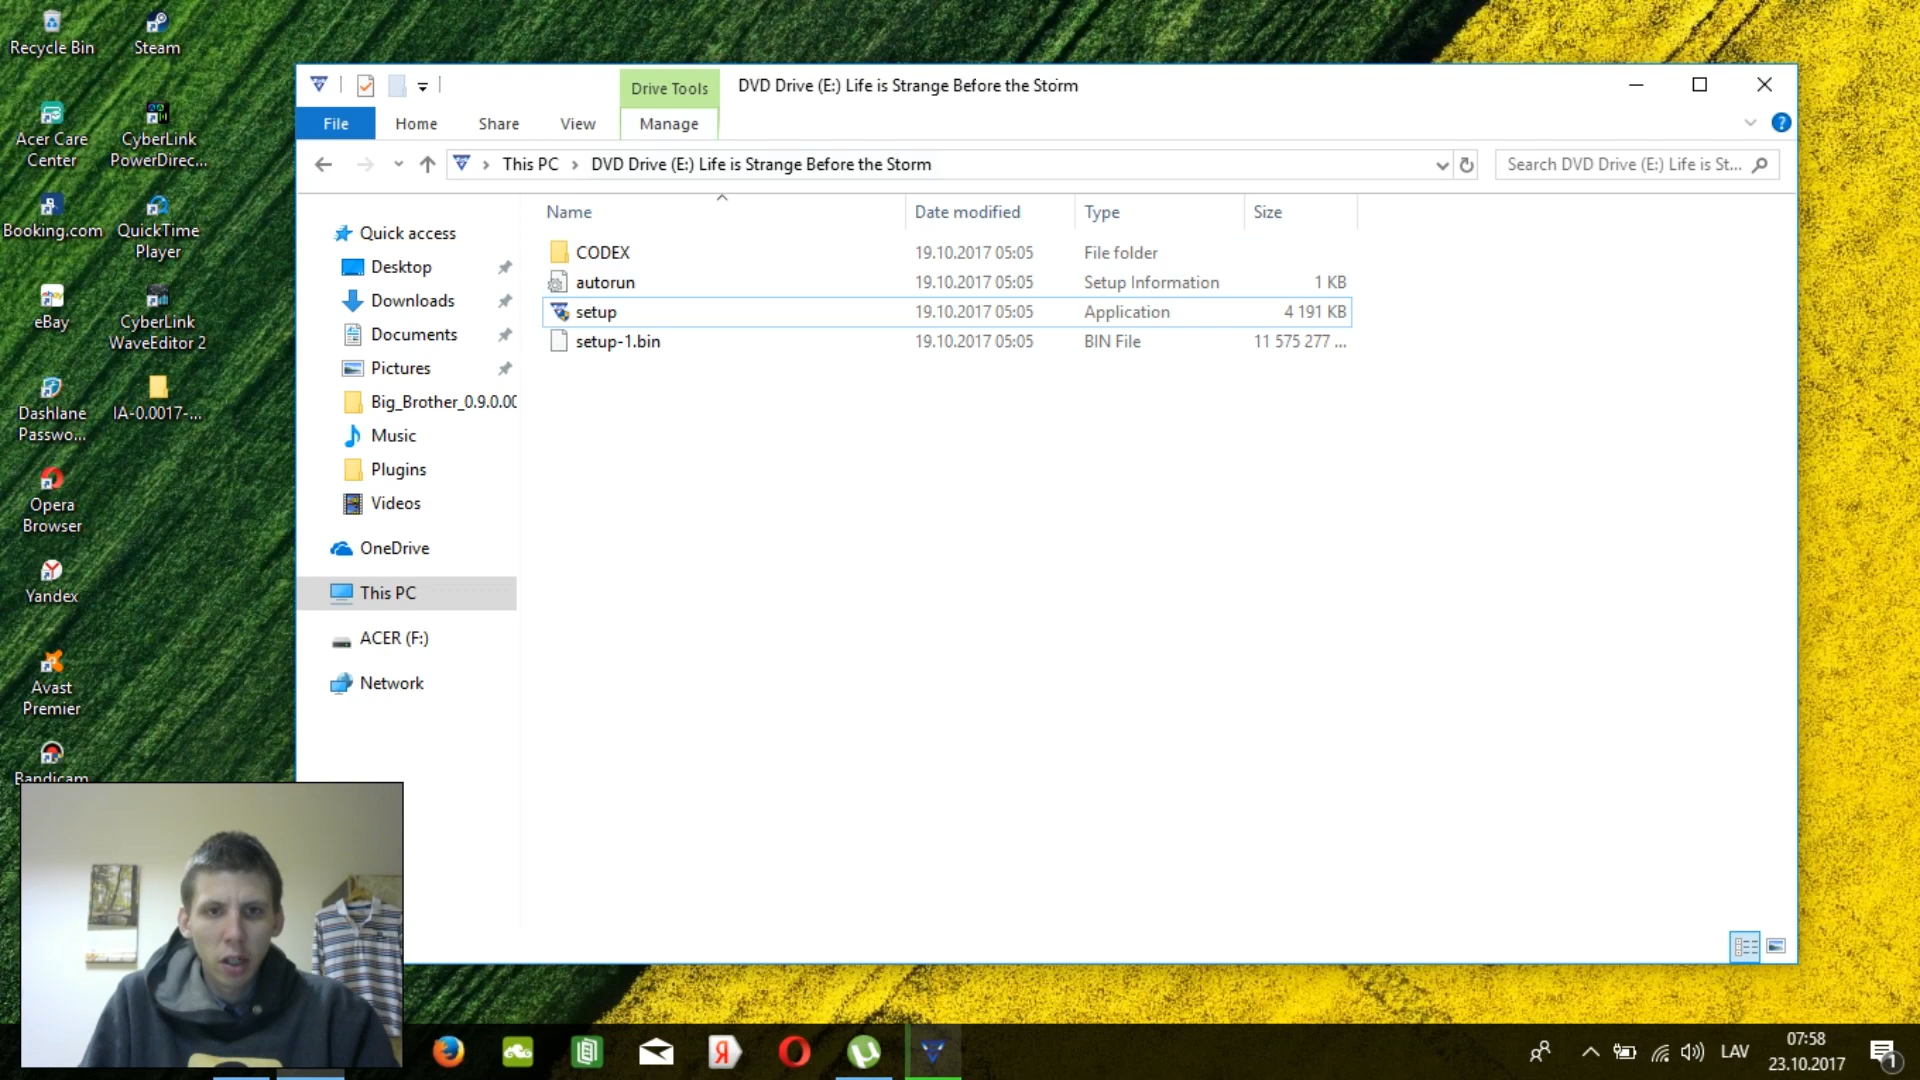 Recycle Bin
Steam
Acer Care
Center
CyberLink
PowerDirec...
Booking.com
QuickTime
Player
eBay
CyberLink
WaveEditor 2
Dashlane
Passwo...
IA-0.0017-...
Opera
Browser
Yandex
Avast
Premier
Bandicam
Drive Tools
DVD Drive (E:) Life is Strange Before the Storm
File
Home
Share
View
Manage
This PC
DVD Drive (E:) Life is Strange Before the Storm
Search DVD Drive (E:) Life is St...
Name
Date modified
Type
Size
CODEX
19.10.2017 05:05
File folder
autorun
19.10.2017 05:05
Setup Information
1 KB
setup
19.10.2017 05:05
Application
4 191 KB
setup-1.bin
19.10.2017 05:05
BIN File
11 575 277 ...
Quick access
Desktop
Downloads
Documents
Pictures
Big_Brother_0.9.0.00
Music
Plugins
Videos
OneDrive
This PC
ACER (F:)
Network
Я
LAV
07:58
23.10.2017
1